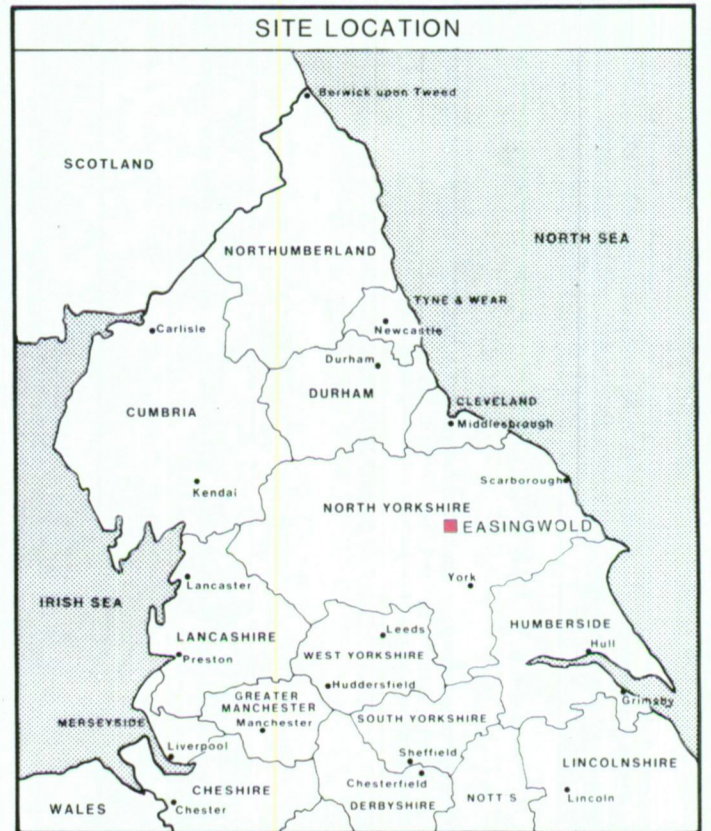 SITE LOCATION
Berwick upon Tweed
SCOTLAND
NORTH SEA
NORTHUMBERLAND
TYNE & WEAR
Carlisle
Newcastle
Durham
DURHAM
CLEVELAND
CUMBRIA
Middlesbrough
Scarborough
Kendal
NORTH YORKSHIRE
EASINGWOLD
York
Lancaster
IRISH SEA
HUMBERSIDE
Leeds
LANCASHIRE
Hull
WEST YORKSHIRE
Preston
Huddersfield
GREATER
MANCHESTER
Grimsby
SOUTH YORKSHIRE
MERSEYSIDE
Manchester
Liverpool
Sheffield
LINCOLNSHIRE
Chesterfield
CHESHIRE
NOTT S
Lincoln
DERBYSHIRE
WALES
Chester